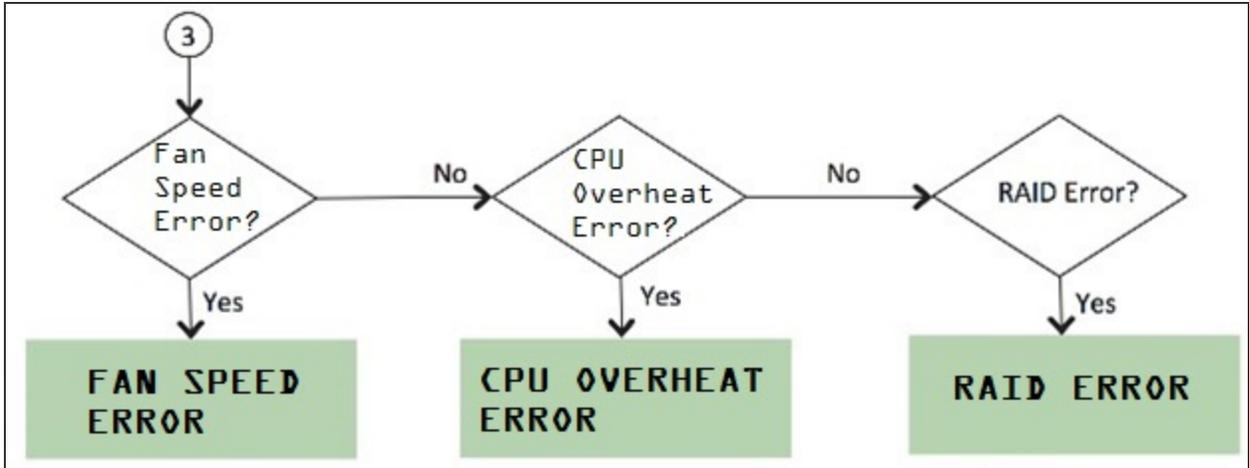 3
Fan
Speed
Error?
No
CPU
Overheat
Error?
No
RAID Error?
Yes
Yes
Yes
FAN SPEED
ERROR
CPU OVERHEAT
ERROR
RAID ERROR